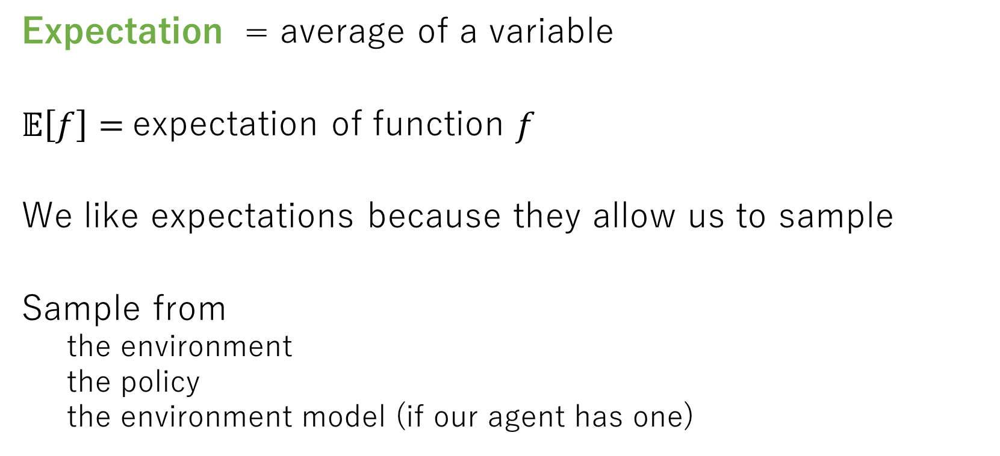 Expectation = average of a variable
𝔼[𝑓] = expectation of function 𝑓
We like expectations because they allow us to sample
Sample from
the environment
the policy
the environment model (if our agent has one)